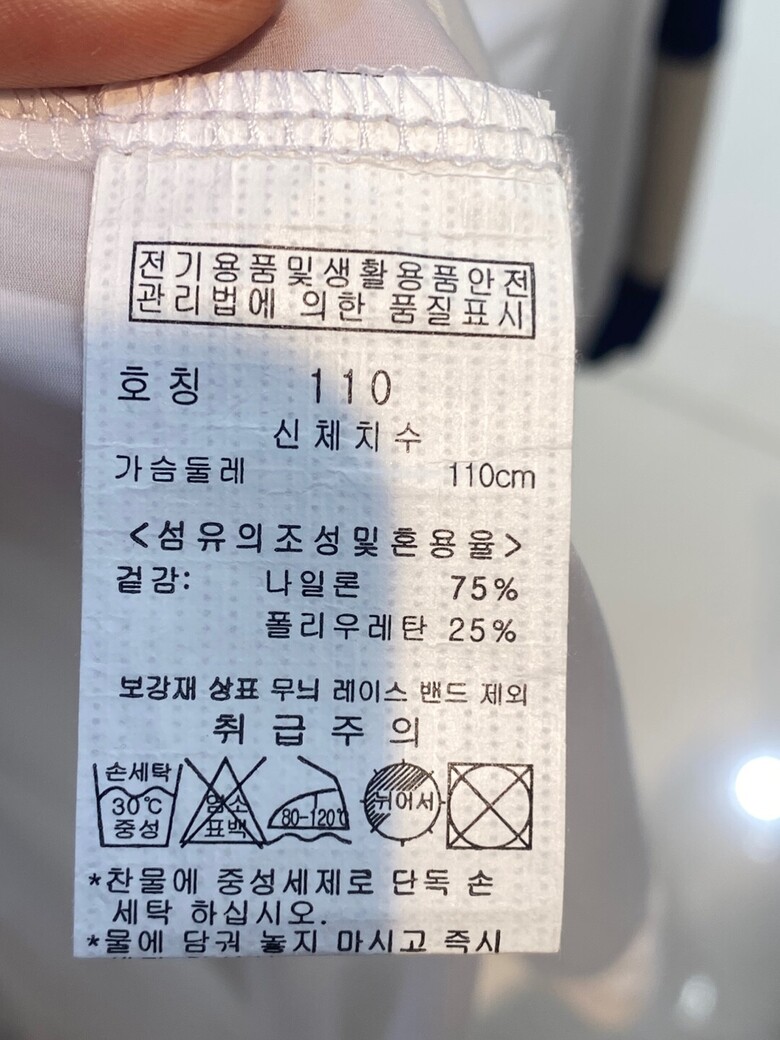 전기용품및생활용품안전
관리법에 의한 품질표시
호칭 110
신체치수
가슴둘레 110cm
<섬유의조성및혼용율>
겉감: 나일론 75%
폴리우레탄 25%
보강재 상표 무늬 레이스 밴드 제외
취급주의
손세탁 30℃ 중성
염소 표백
80-120℃
뉘어서
*찬물에 중성세제로 단독 손
세탁 하십시오.
*물에 담궈 놓지 마시고 즉시